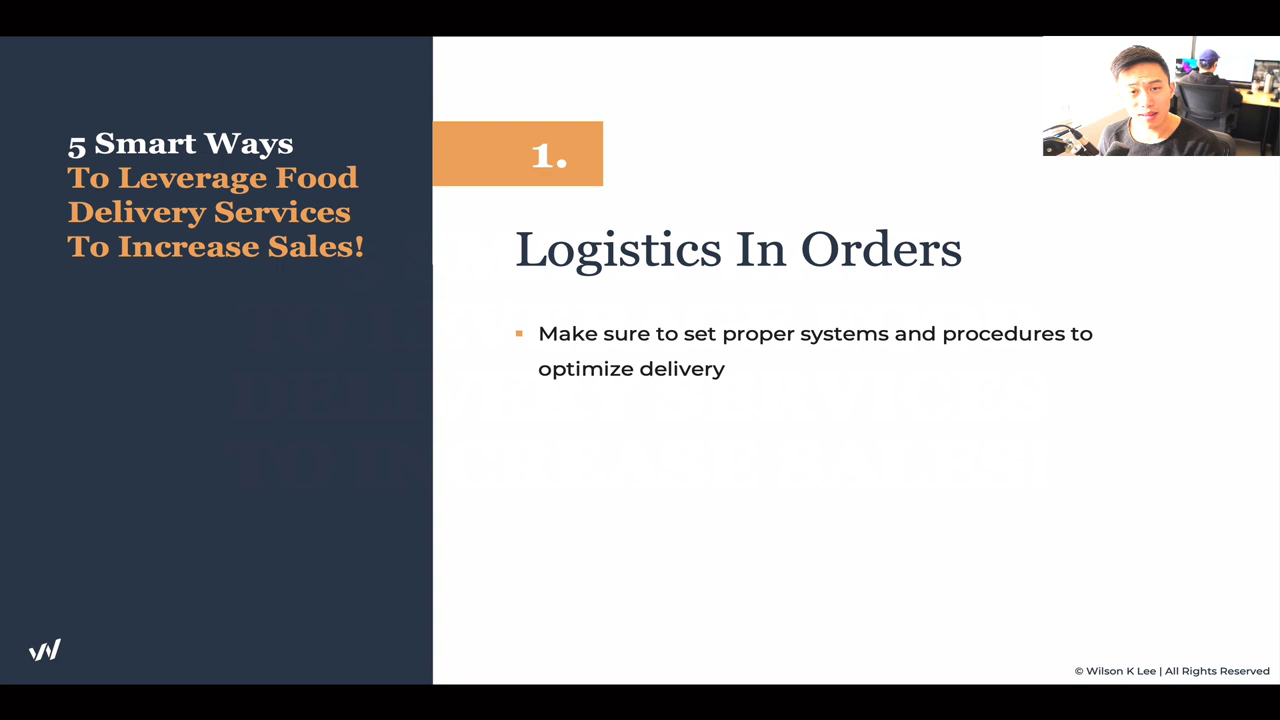 5 Smart Ways
To Leverage Food
Delivery Services
To Increase Sales!
1.
Logistics In Orders
Make sure to set proper systems and procedures to
optimize delivery
© Wilson K Lee | All Rights Reserved